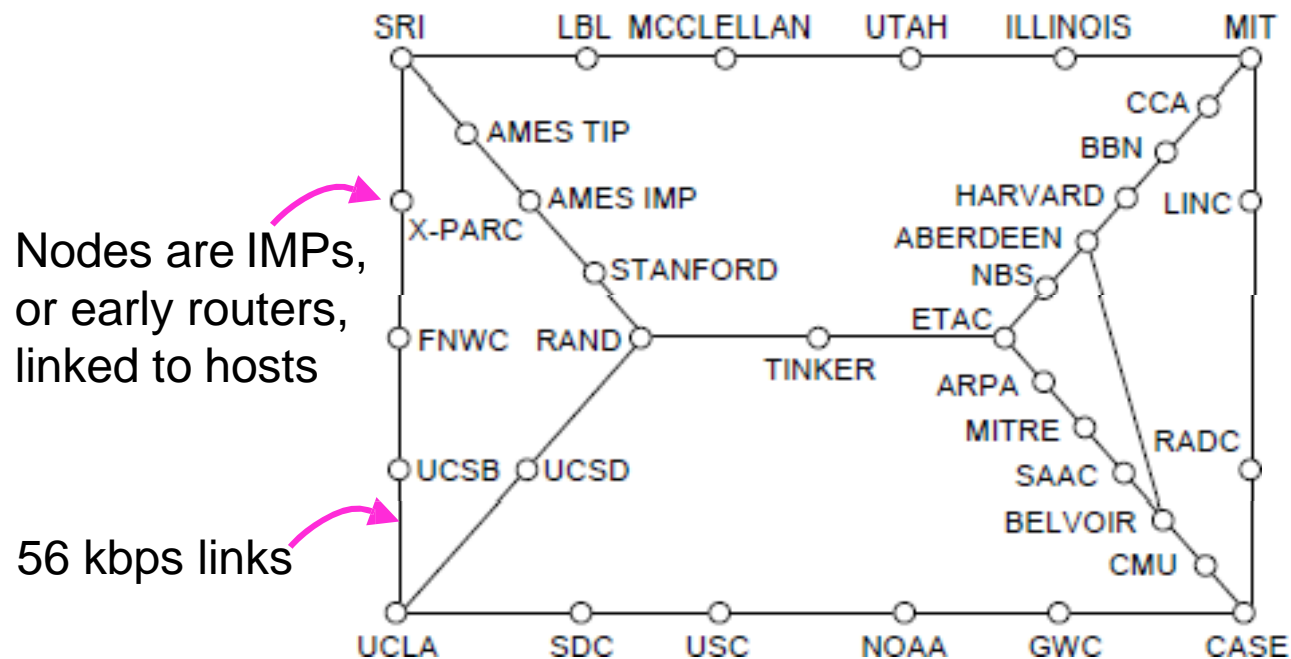 SRI LBL MCCLELLAN UTAH ILLINOIS MIT
CCA
AMES TIP
BBN
AMES IMP HARVARD LINC
X-PARC
Nodes are IMPs,
or early routers,
linked to hosts
ABERDEEN
STANFORD NBS
ETAC
FNWC RAND
TINKER
ARPA
MITRE RADC
UCSB UCSD SAAC
BELVOIR
56 kbps links
CMU
UCLA SDC USC NOAA GWC CASE